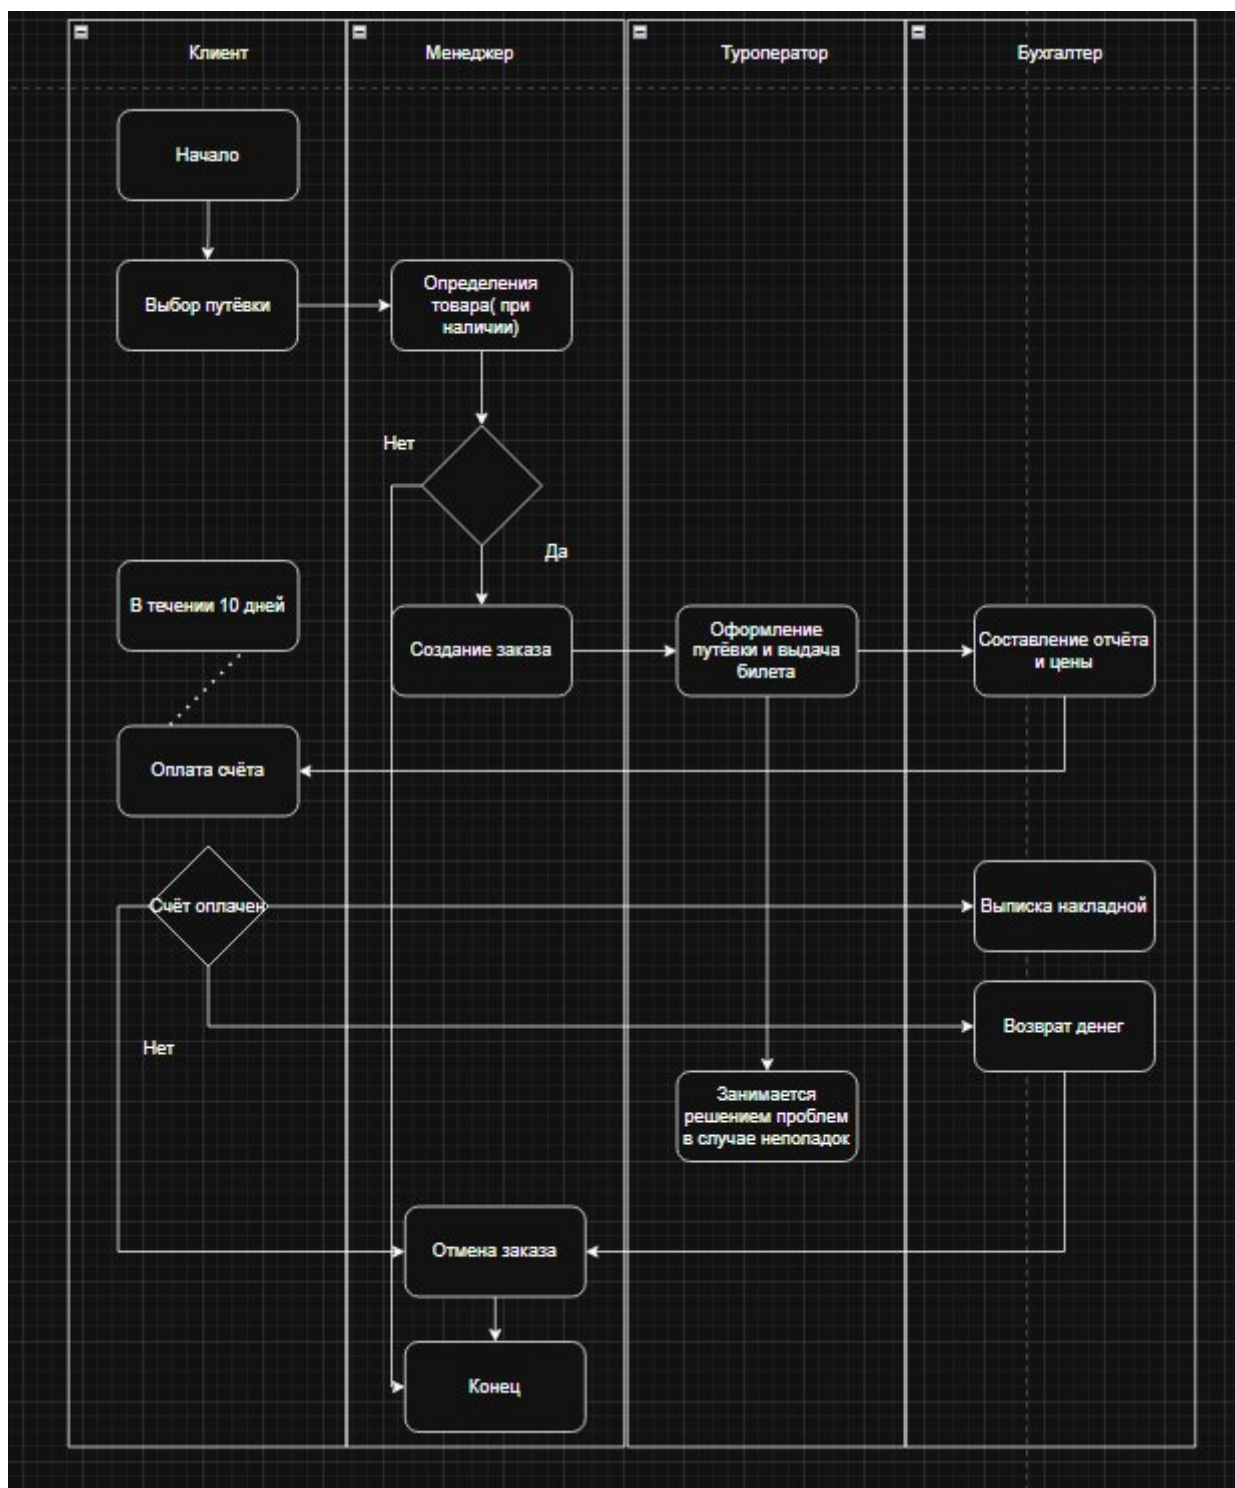 Клиент
Менеджер
Туроператор
Бухгалтер
Начало
Выбор путёвки
Определения
товара( при
наличии)
Нет
Да
В течении 10 дней
Создание заказа
Оформление
путёвки и выдача
билета
Составление отчёта
и цены
Оплата счёта
Счёт оплачен
Выписка накладной
Возврат денег
Нет
Занимается
решением проблем
в случае неполадок
Отмена заказа
Конец